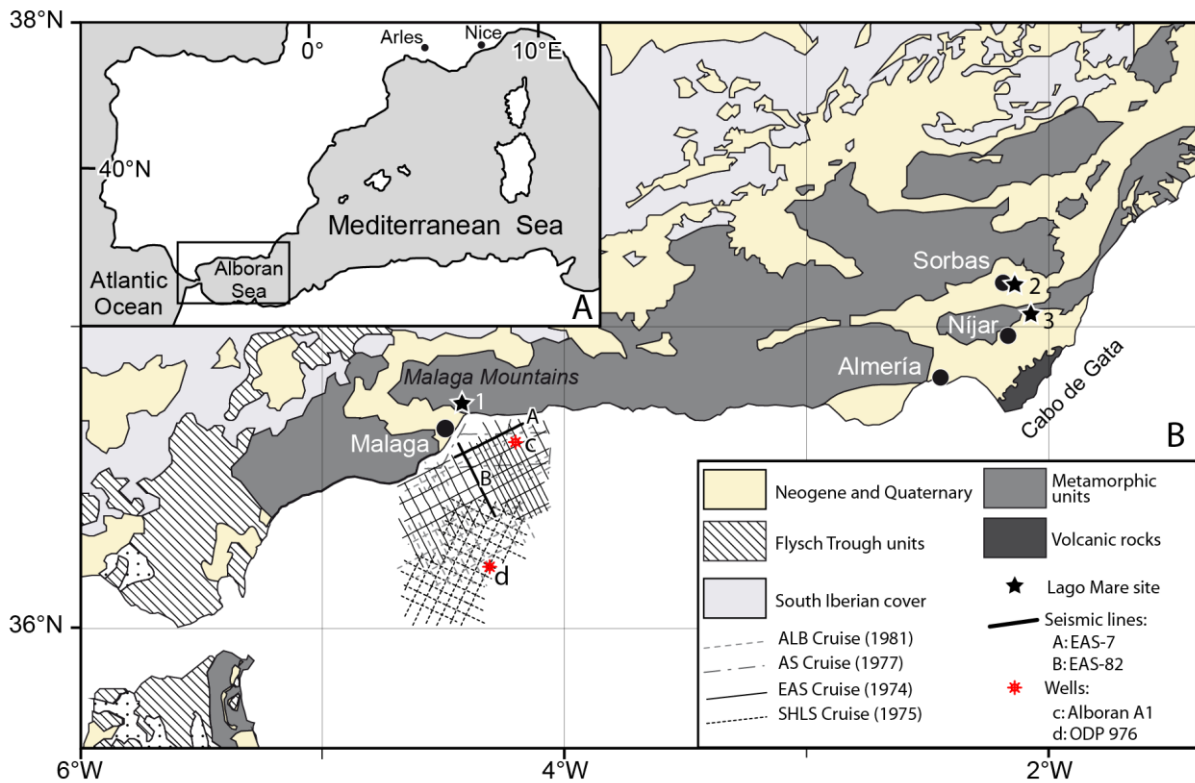 38°N
0°
Arles
Nice
10°E
40°N
Mediterranean Sea
Atlantic
Ocean
Alboran
Sea
A
Sorbas
2
Níjar
3
Almería
Cabo de Gata
Malaga Mountains
1
Malaga
A
c
B
d
B
Neogene and Quaternary
Flysch Trough units
South Iberian cover
ALB Cruise (1981)
AS Cruise (1977)
EAS Cruise (1974)
SHLS Cruise (1975)
Metamorphic
units
Volcanic rocks
Lago Mare site
Seismic lines:
A: EAS-7
B: EAS-82
Wells:
c: Alboran A1
d: ODP 976
36°N
6°W
4°W
2°W